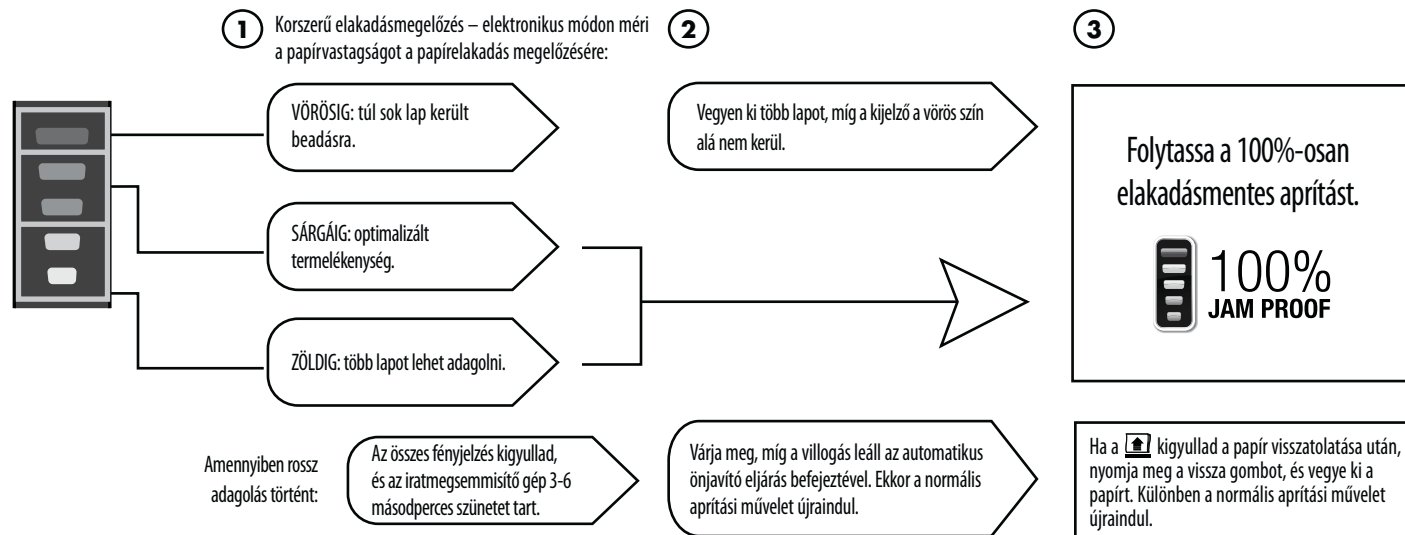 1
Korszerű elakadásmegelőzés – elektronikus módon méri
a papírvastagságot a papírelakadás megelőzésére:
VÖRÖSIG: túl sok lap került
beadásra.
SÁRGÁIG: optimalizált
termelékenység.
ZÖLDIG: több lapot lehet adagolni.
2
Vegyen ki több lapot, míg a kijelző a vörös szín
alá nem kerül.
3
Folytassa a 100%-osan
elakadásmentes aprítást.
100%
JAM PROOF
Amennyiben rossz
adagolás történt:
Az összes fényjelzés kigyullad,
és az iratmegsemmisítő gép 3-6
másodperces szünetet tart.
Várja meg, míg a villogás leáll az automatikus
önjavító eljárás befejeztével. Ekkor a normális
aprítási művelet újraindul.
Ha a kigyullad a papír visszatolatása után,
nyomja meg a vissza gombot, és vegye ki a
papírt. Különben a normális aprítási művelet
újraindul.